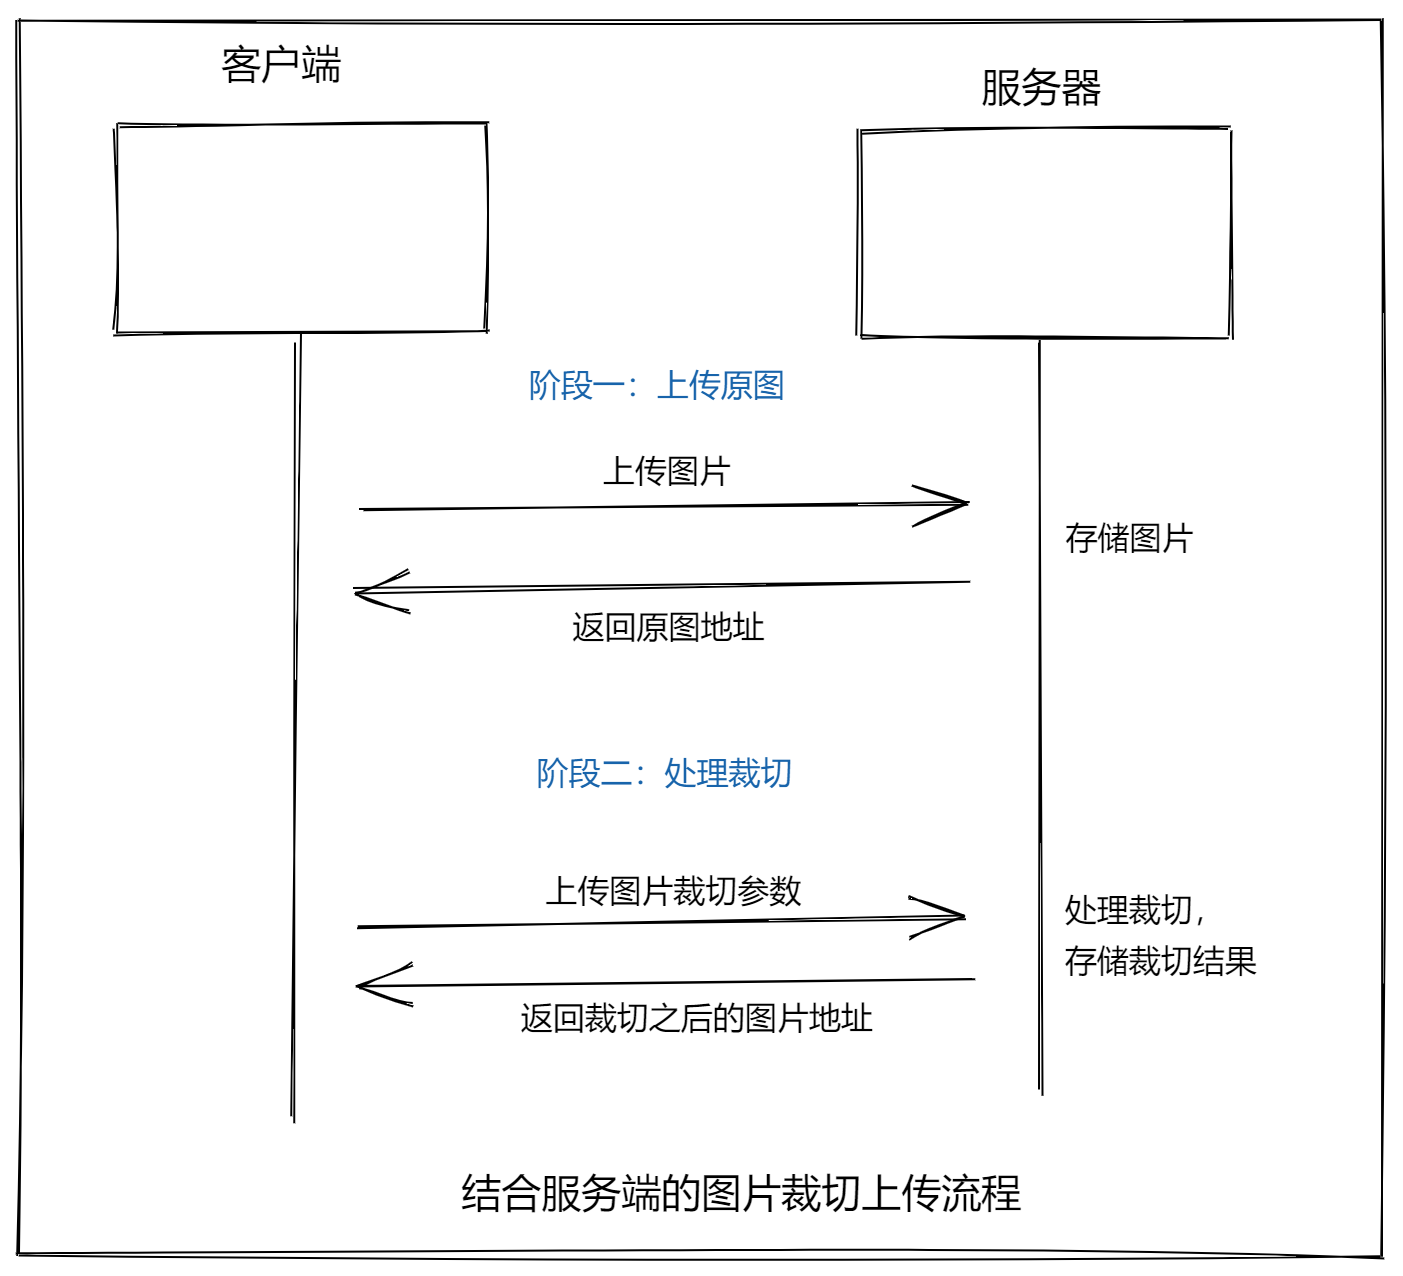 客户端
服务器
阶段一：上传原图
上传图片
存储图片
返回原图地址
阶段二：处理裁切
上传图片裁切参数
处理裁切，
存储裁切结果
返回裁切之后的图片地址
结合服务端的图片裁切上传流程